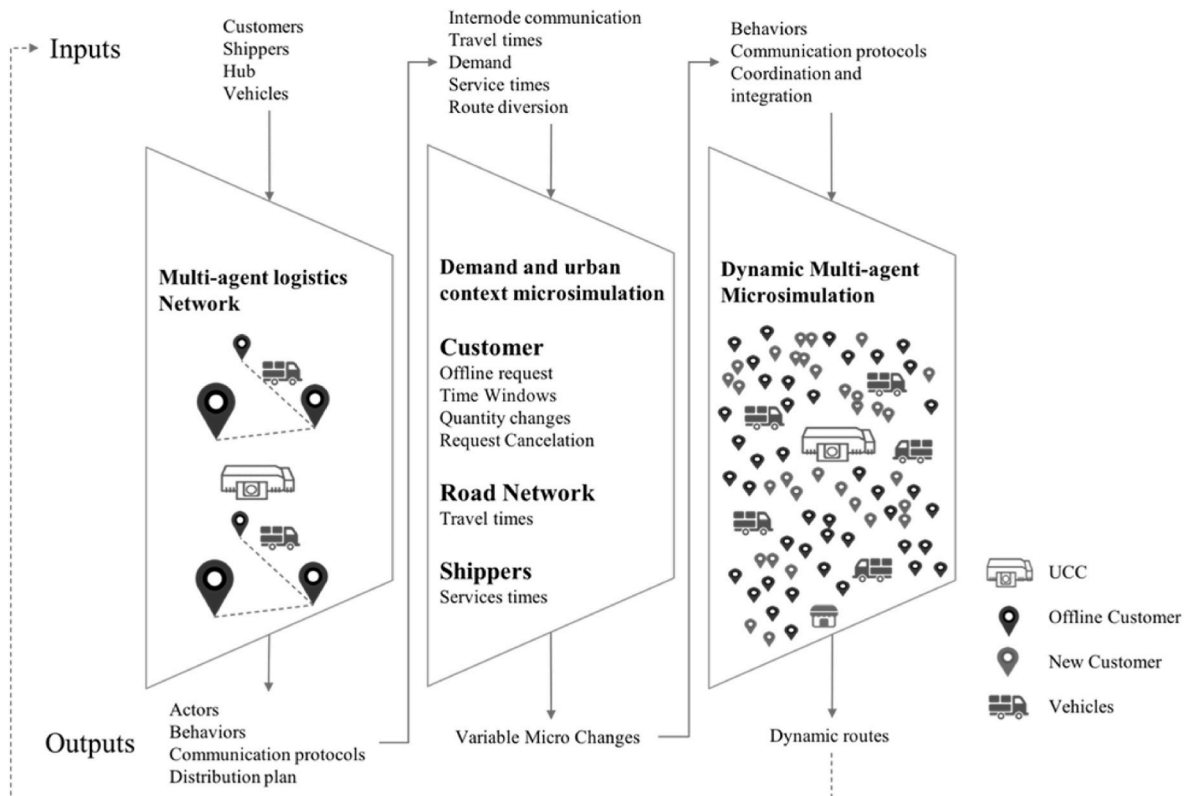 Inputs
Customers
Shippers
Hub
Vehicles
Internode communication
Travel times
Demand
Service times
Route diversion
Behaviors
Communication protocols
Coordination and
integration
Multi-agent logistics
Network
Demand and urban
context microsimulation
Customer
Offline request
Time Windows
Quantity changes
Request Cancelation
Road Network
Travel times
Shippers
Services times
Dynamic Multi-agent
Microsimulation
UCC
Offline Customer
New Customer
Vehicles
Outputs
Actors
Behaviors
Communication protocols
Distribution plan
Variable Micro Changes
Dynamic routes